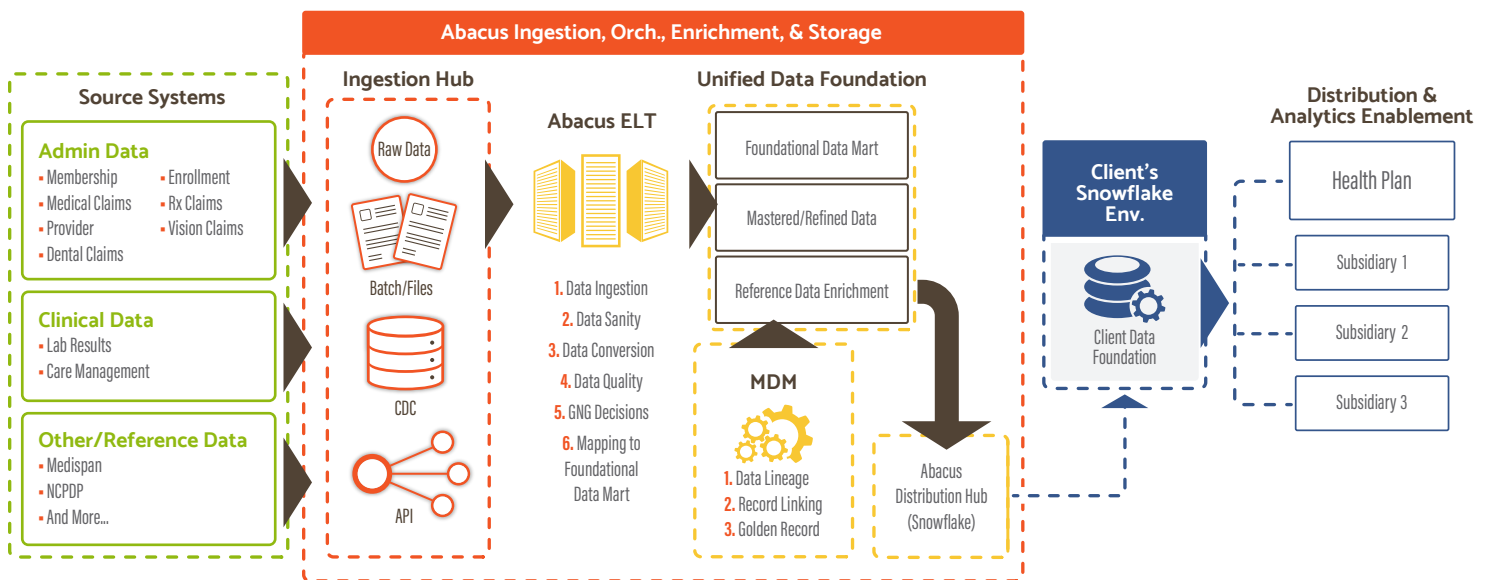 Abacus Ingestion, Orch., Enrichment, & Storage
Source Systems
Admin Data
▪ Membership
▪ Medical Claims
▪ Provider
▪ Dental Claims
▪ Enrollment
▪ Rx Claims
▪ Vision Claims
Clinical Data
▪ Lab Results
▪ Care Management
Other/Reference Data
▪ Medispan
▪ NCPDP
▪ And More...
Ingestion Hub
Raw Data
Batch/Files
CDC
API
Abacus ELT
1. Data Ingestion
2. Data Sanity
3. Data Conversion
4. Data Quality
5. GNG Decisions
6. Mapping to
Foundational
Data Mart
Unified Data Foundation
Foundational Data Mart
Mastered/Refined Data
Reference Data Enrichment
MDM
1. Data Lineage
2. Record Linking
3. Golden Record
Abacus
Distribution Hub
(Snowflake)
Client's
Snowflake
Env.
Client Data
Foundation
Distribution &
Analytics Enablement
Health Plan
Subsidiary 1
Subsidiary 2
Subsidiary 3